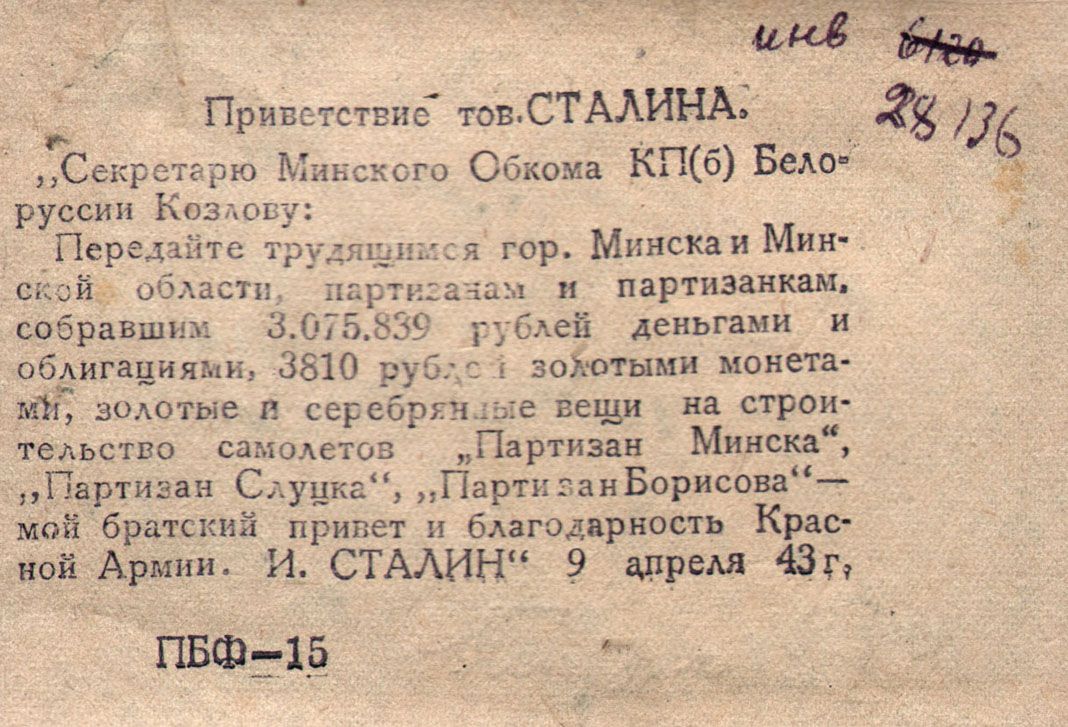 инв 6120
28136
Приветствие тов. СТАЛИНА.
,,Секретарю Минского Обкома КП(б) Бело-
руссии Козлову:
Передайте трудящимся гор. Минска и Мин-
ской области, партизанам и партизанкам,
собравшим 3.075.839 рублей деньгами и
облигациями, 3810 рублей золотыми монета-
ми, золотые и серебрянные вещи на строи-
тельство самолетов „Партизан Минска“,
,,Партизан Слуцка“, ,,Партизан Борисова“—
мой братский привет и благодарность Крас-
ной Армии. И. СТАЛИН“ 9 апреля 43 г,
ПБФ—15